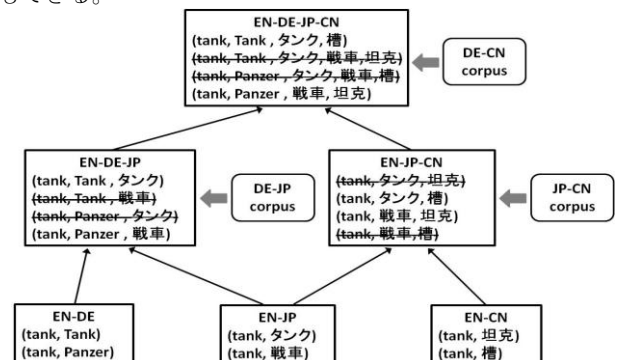 できる。
EN-DE-JP-CN
(tank, Tank , タンク, 槽)
(tank, Tank , タンク,戦車,坦克)
(tank, Panzer , タンク,戦車,槽)
(tank, Panzer , 戦車, 坦克)
DE-CN
corpus
EN-DE-JP
(tank, Tank , タンク)
(tank, Tank , 戦車)
(tank, Panzer , タンク)
(tank, Panzer , 戦車)
DE-JP
corpus
EN-JP-CN
(tank, タンク, 坦克)
(tank, タンク, 槽)
(tank, 戦車, 坦克)
(tank, 戦車,槽)
JP-CN
corpus
EN-DE
(tank, Tank)
(tank, Panzer)
EN-JP
(tank, タンク)
(tank, 戦車)
EN-CN
(tank, 坦克)
(tank, 槽)